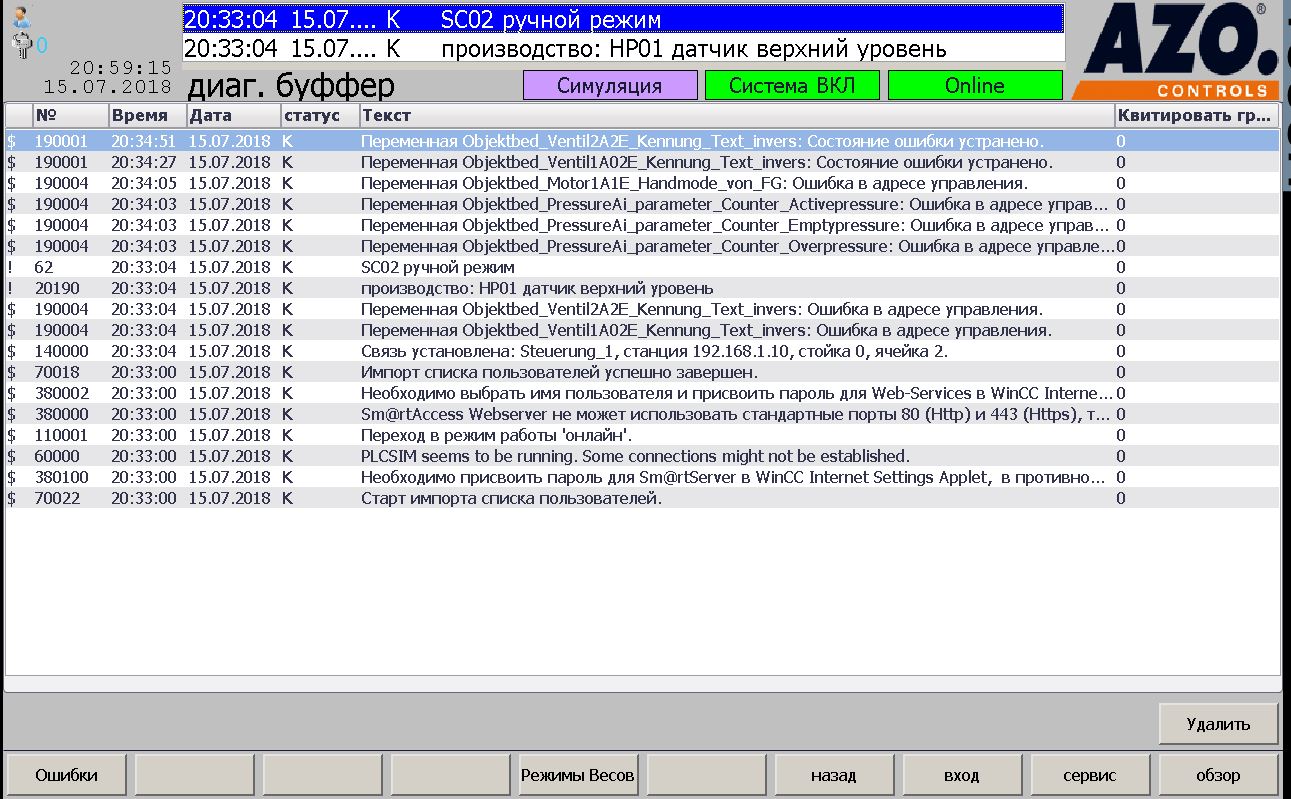 20:33:04 15.07.... K SC02 ручной режим
20:33:04 15.07.... K производство: HP01 датчик верхний уровень
0
20:59:15
15.07.2018
диаг. буффер
Симуляция
Система ВКЛ
Online
AZO.®
CONTROLS
№ Время Дата статус Текст Квитировать гр...
$ 190001 20:34:51 15.07.2018 K Переменная Objektbed_Ventil2A2E_Kennung_Text_invers: Состояние ошибки устранено. 0
$ 190001 20:34:27 15.07.2018 K Переменная Objektbed_Ventil1A02E_Kennung_Text_invers: Состояние ошибки устранено. 0
$ 190004 20:34:05 15.07.2018 K Переменная Objektbed_Motor1A1E_Handmode_von_FG: Ошибка в адресе управления. 0
$ 190004 20:34:03 15.07.2018 K Переменная Objektbed_PressureAi_parameter_Counter_Activepressure: Ошибка в адресе управ... 0
$ 190004 20:34:03 15.07.2018 K Переменная Objektbed_PressureAi_parameter_Counter_Emptypressure: Ошибка в адресе управ... 0
$ 190004 20:34:03 15.07.2018 K Переменная Objektbed_PressureAi_parameter_Counter_Overpressure: Ошибка в адресе управле... 0
! 62 20:33:04 15.07.2018 K SC02 ручной режим 0
! 20190 20:33:04 15.07.2018 K производство: HP01 датчик верхний уровень 0
$ 190004 20:33:04 15.07.2018 K Переменная Objektbed_Ventil2A2E_Kennung_Text_invers: Ошибка в адресе управления. 0
$ 190004 20:33:04 15.07.2018 K Переменная Objektbed_Ventil1A02E_Kennung_Text_invers: Ошибка в адресе управления. 0
$ 140000 20:33:04 15.07.2018 K Связь установлена: Steuerung_1, станция 192.168.1.10, стойка 0, ячейка 2. 0
$ 70018 20:33:00 15.07.2018 K Импорт списка пользователей успешно завершен. 0
$ 380002 20:33:00 15.07.2018 K Необходимо выбрать имя пользователя и присвоить пароль для Web-Services в WinCC Interne... 0
$ 380000 20:33:00 15.07.2018 K Sm@rtAccess Webserver не может использовать стандартные порты 80 (Http) и 443 (Https), т... 0
$ 110001 20:33:00 15.07.2018 K Переход в режим работы 'онлайн'. 0
$ 60000 20:33:00 15.07.2018 K PLCSIM seems to be running. Some connections might not be established. 0
$ 380100 20:33:00 15.07.2018 K Необходимо присвоить пароль для Sm@rtServer в WinCC Internet Settings Applet, в противно... 0
$ 70022 20:33:00 15.07.2018 K Старт импорта списка пользователей. 0
Удалить
Ошибки
Режимы Весов
назад
вход
сервис
обзор